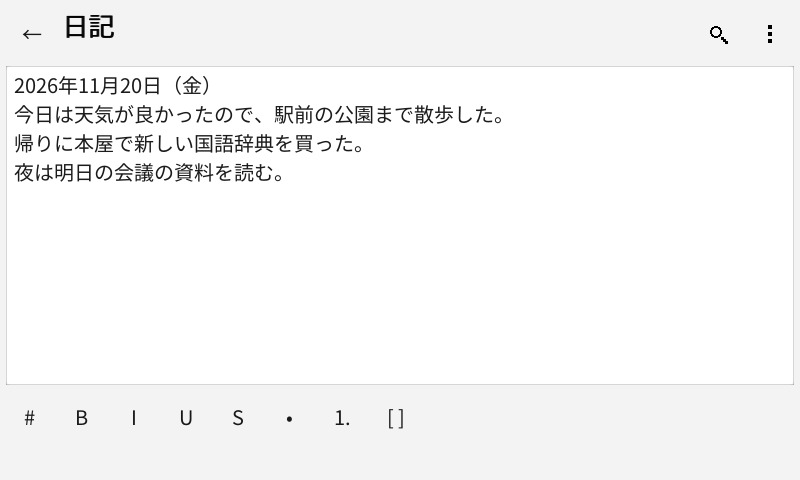 ← 日記
2026年11月20日（金）
今日は天気が良かったので、駅前の公園まで散歩した。
帰りに本屋で新しい国語辞典を買った。
夜は明日の会議の資料を読む。
# B I U S • 1. [ ]